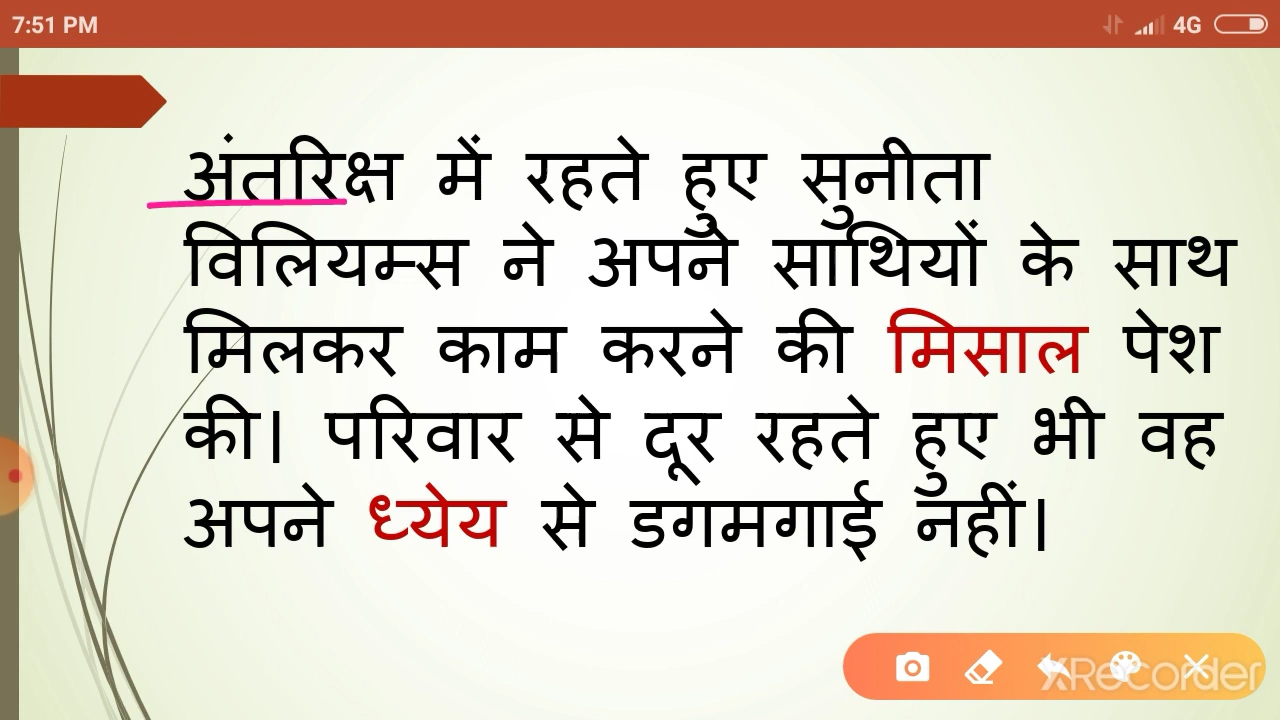 7:51 PM 4G
अंतरिक्ष में रहते हुए सुनीता
विलियम्स ने अपने साथियों के साथ
मिलकर काम करने की मिसाल पेश
की। परिवार से दूर रहते हुए भी वह
अपने ध्येय से डगमगाई नहीं।
XRecorder